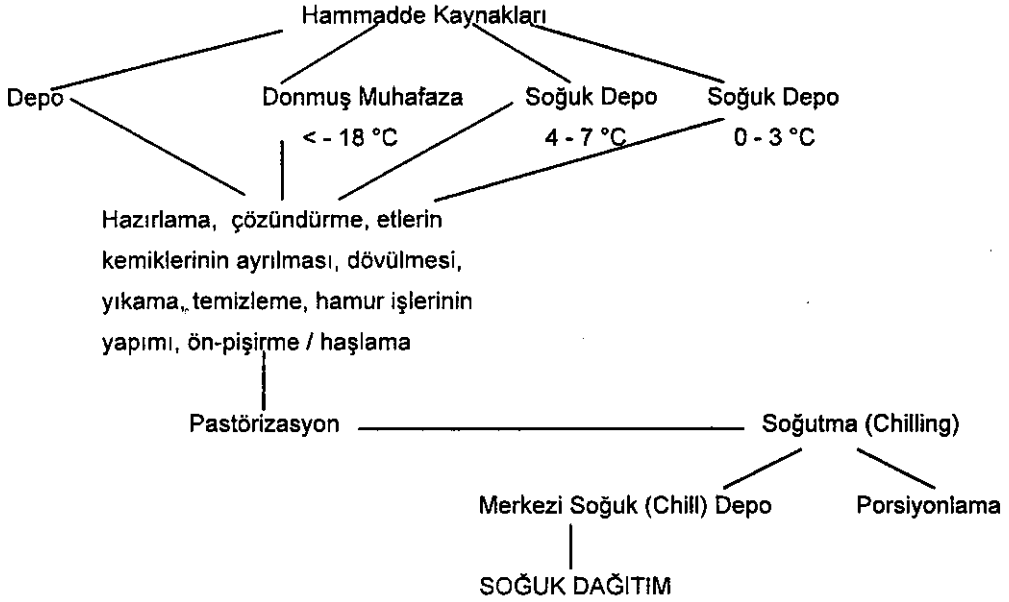 Hammadde Kaynakları
Depo Donmuş Muhafaza Soğuk Depo Soğuk Depo
< - 18 °C 4 - 7 °C 0 - 3 °C
Hazırlama, çözündürme, etlerin
kemiklerinin ayrılması, dövülmesi,
yıkama, temizleme, hamur işlerinin
yapımı, ön-pişirme / haşlama
Pastörizasyon Soğutma (Chilling)
Merkezi Soğuk (Chill) Depo Porsiyonlama
SOĞUK DAĞITIM